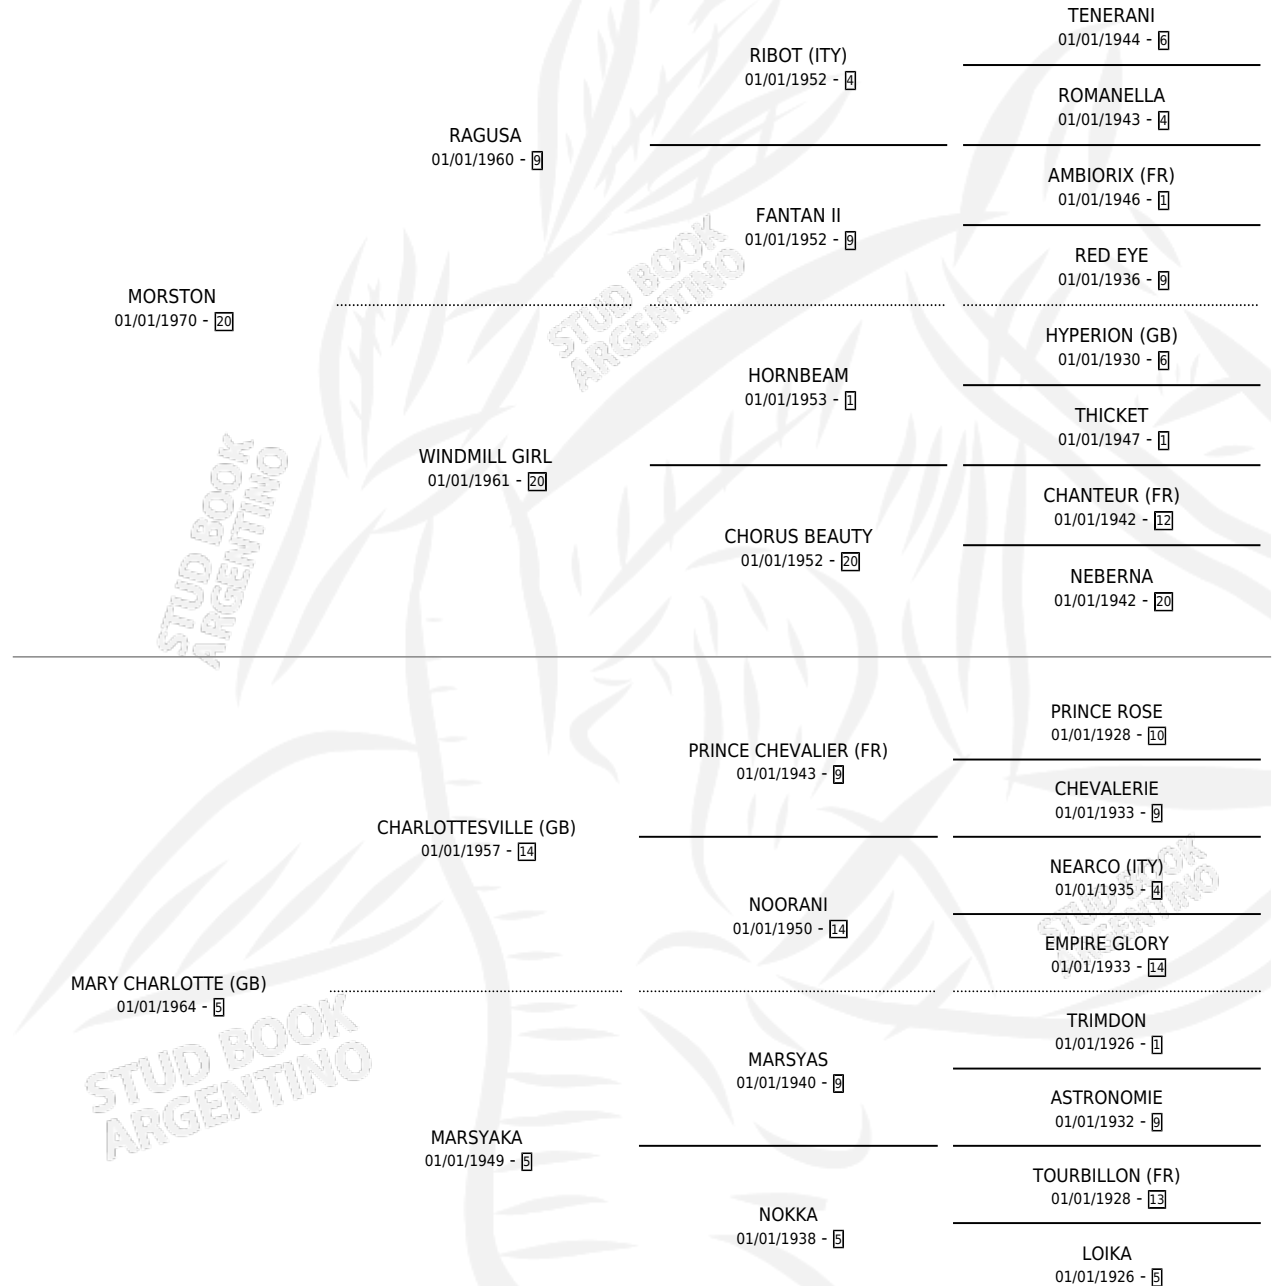 TENERANI
01/01/1944 - 6
RIBOT (ITY)
01/01/1952 - 4
ROMANELLA
01/01/1943 - 4
RAGUSA
01/01/1960 - 9
AMBIORIX (FR)
01/01/1946 - 1
FANTAN II
01/01/1952 - 9
RED EYE
01/01/1936 - 9
MORSTON
01/01/1970 - 20
HYPERION (GB)
01/01/1930 - 6
HORNBEAM
01/01/1953 - 1
THICKET
01/01/1947 - 1
WINDMILL GIRL
01/01/1961 - 20
CHANTEUR (FR)
01/01/1942 - 12
CHORUS BEAUTY
01/01/1952 - 20
NEBERNA
01/01/1942 - 20
PRINCE ROSE
01/01/1928 - 10
PRINCE CHEVALIER (FR)
01/01/1943 - 9
CHEVALERIE
01/01/1933 - 9
CHARLOTTESVILLE (GB)
01/01/1957 - 14
NEARCO (ITY)
01/01/1935 - 4
NOORANI
01/01/1950 - 14
EMPIRE GLORY
01/01/1933 - 14
MARY CHARLOTTE (GB)
01/01/1964 - 5
TRIMDON
01/01/1926 - 1
MARSYAS
01/01/1940 - 9
ASTRONOMIE
01/01/1932 - 9
MARSYAKA
01/01/1949 - 5
TOURBILLON (FR)
01/01/1928 - 13
NOKKA
01/01/1938 - 5
LOIKA
01/01/1926 - 5
STUD BOOK
ARGENTINO
STUD BOOK
ARGENTINO
STUD BOOK
ARGENTINO
STUD BOOK
ARGENTINO